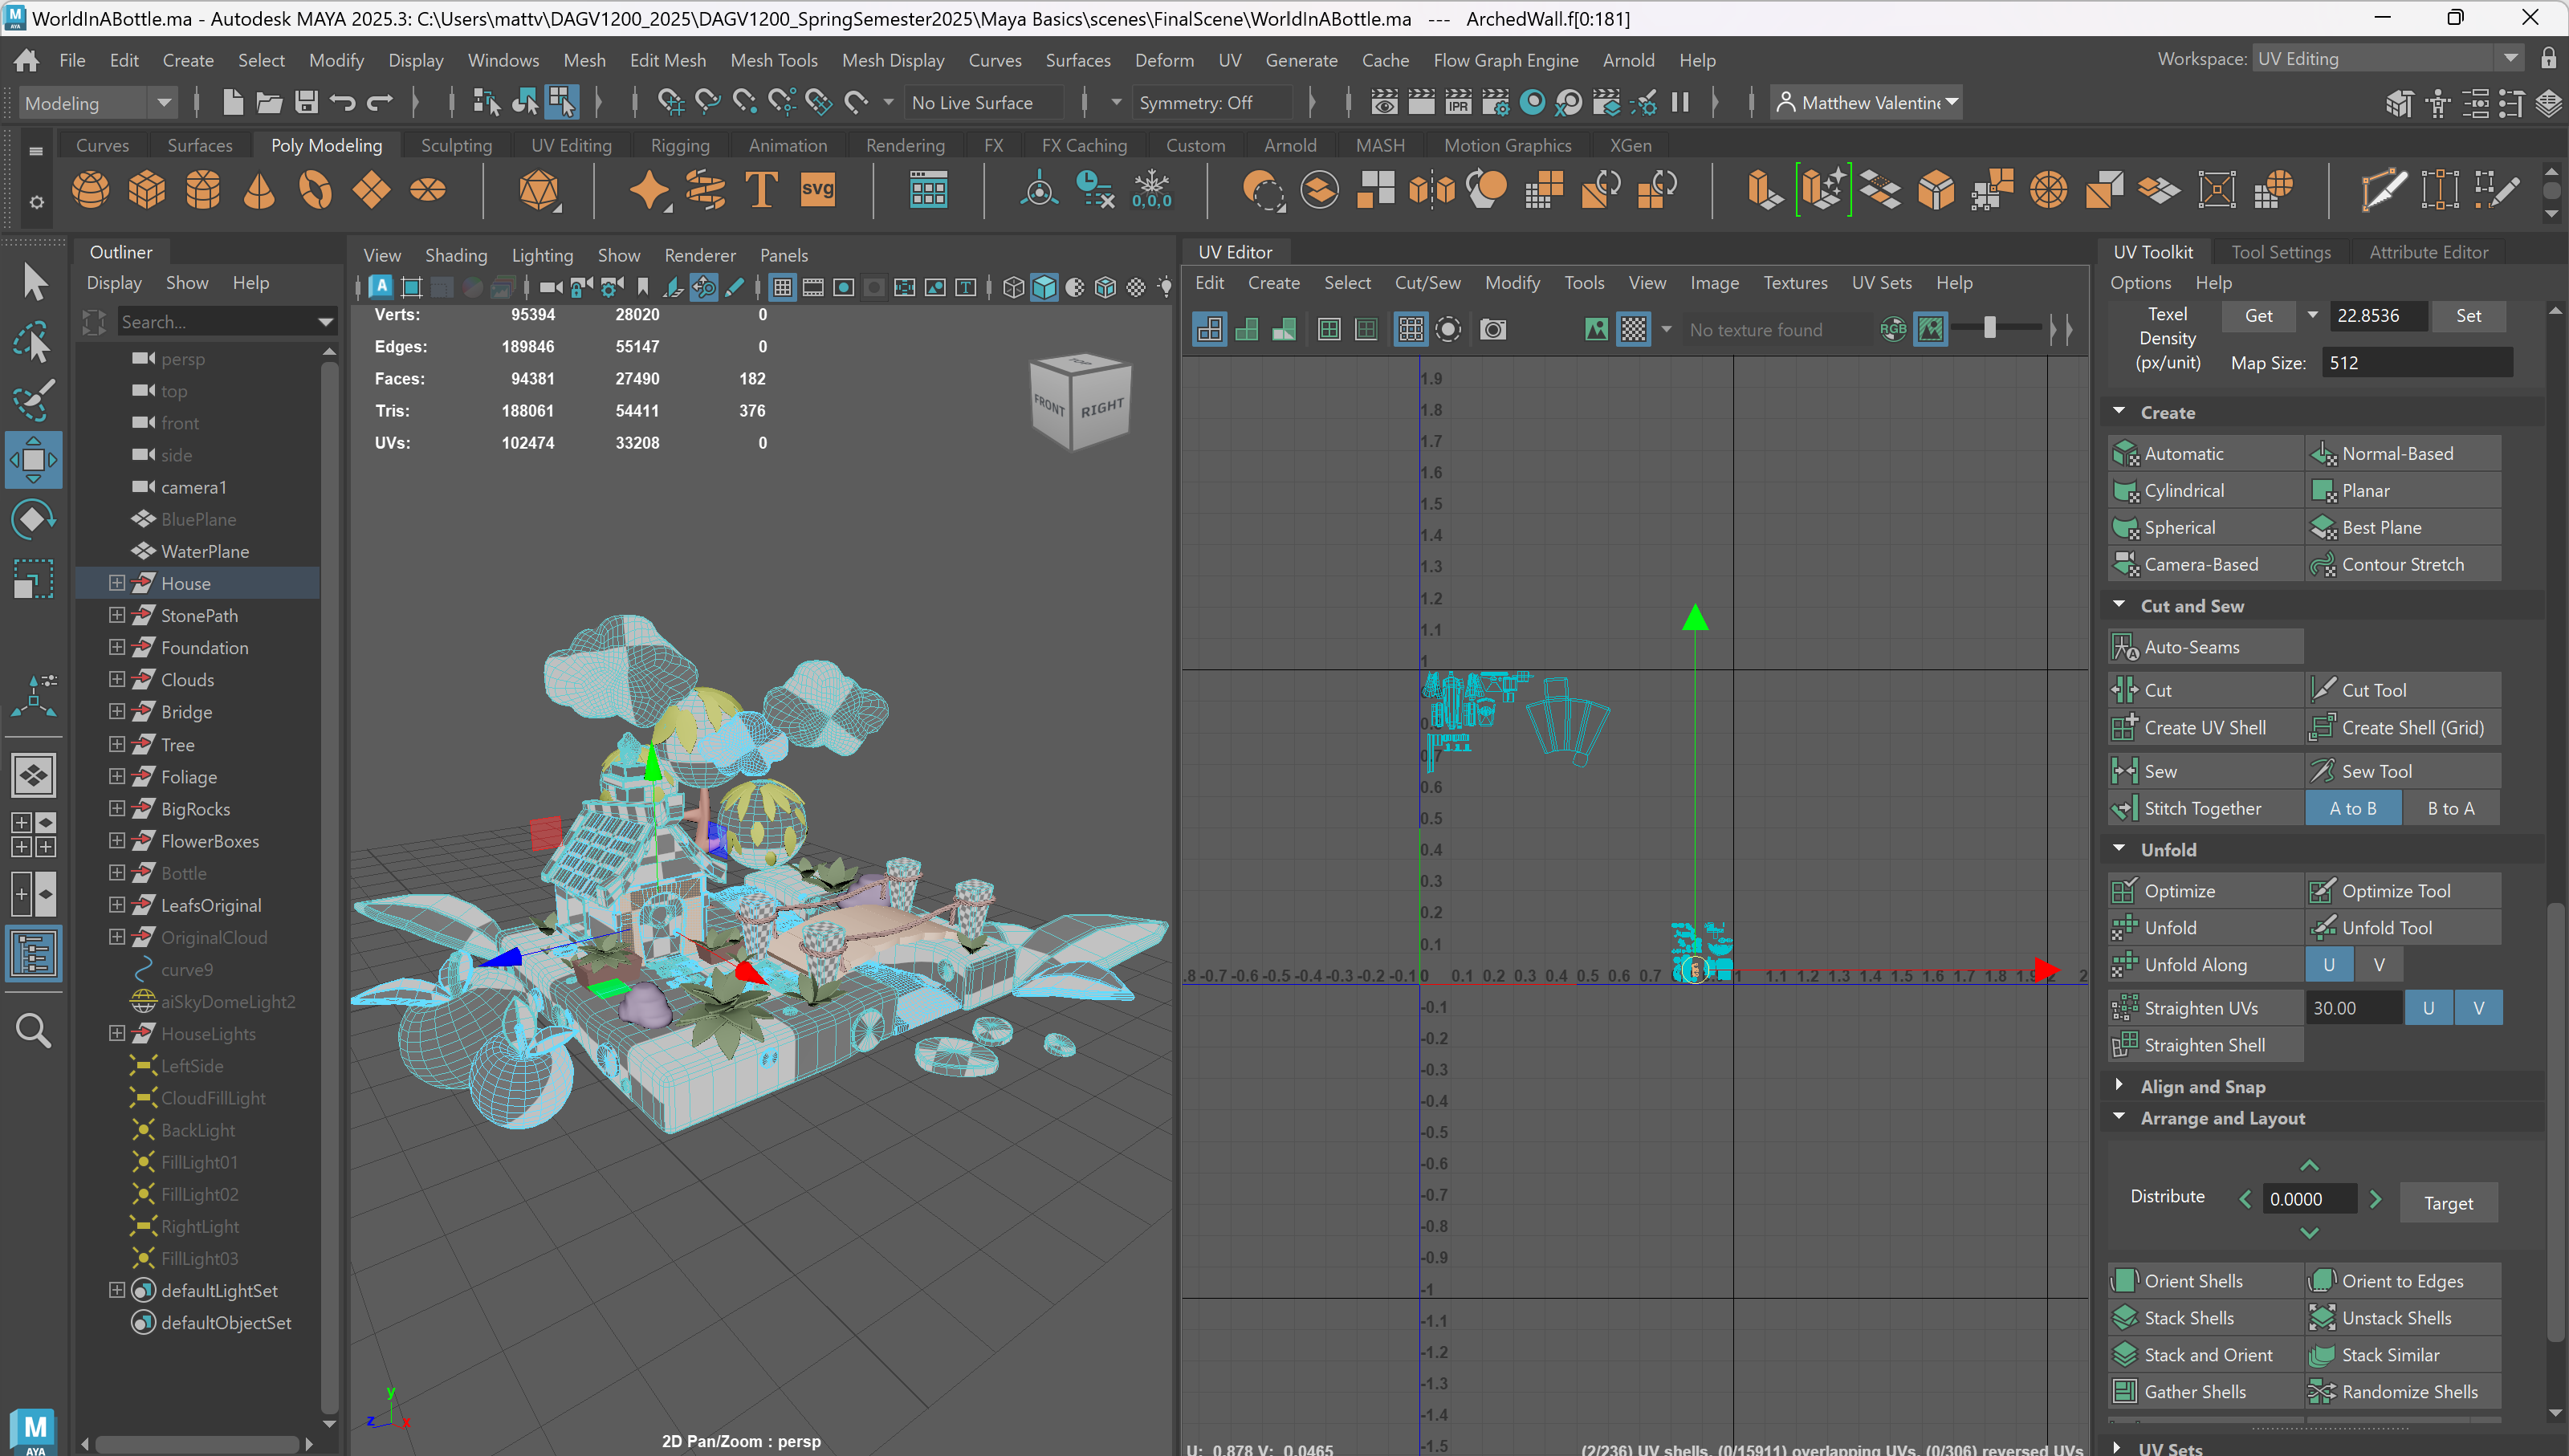 WorldInABottle.ma - Autodesk MAYA 2025.3: C:\Users\mattv\DAGV1200_2025\DAGV1200_SpringSemester2025\Maya Basics\scenes\FinalScene\WorldInABottle.ma --- ArchedWall.f[0:181]
File Edit Create Select Modify Display Windows Mesh Edit Mesh Mesh Tools Mesh Display Curves Surfaces Deform UV Generate Cache Flow Graph Engine Arnold Help
Workspace: UV Editing
Modeling
No Live Surface
Symmetry: Off
IPR
Matthew Valentine
Curves Surfaces Poly Modeling Sculpting UV Editing Rigging Animation Rendering FX FX Caching Custom Arnold MASH Motion Graphics XGen
T svg 0,0,0
Outliner
Display Show Help
Search...
persp
top
front
side
camera1
BluePlane
WaterPlane
House
StonePath
Foundation
Clouds
Bridge
Tree
Foliage
BigRocks
FlowerBoxes
Bottle
LeafsOriginal
OriginalCloud
curve9
aiSkyDomeLight2
HouseLights
LeftSide
CloudFillLight
BackLight
FillLight01
FillLight02
RightLight
FillLight03
defaultLightSet
defaultObjectSet
M
AYA
View Shading Lighting Show Renderer Panels
Verts: 95394 28020 0
Edges: 189846 55147 0
Faces: 94381 27490 182
Tris: 188061 54411 376
UVs: 102474 33208 0
TOP
FRONT RIGHT
y
z x
2D Pan/Zoom : persp
UV Editor
Edit Create Select Cut/Sew Modify Tools View Image Textures UV Sets Help
No texture found
RGB
1.9
1.8
1.7
1.6
1.5
1.4
1.3
1.2
1.1
1
0.7
0.6
0.5
0.4
0.3
0.2
0.1
.8 -0.7 -0.6 -0.5 -0.4 -0.3 -0.2 -0.1 0 0.1 0.2 0.3 0.4 0.5 0.6 0.7 1 1.1 1.2 1.3 1.4 1.5 1.6 1.7 1.8 1.9 2
-0.1
-0.2
-0.3
-0.4
-0.5
-0.6
-0.7
-0.8
-0.9
-1
-1.1
-1.2
-1.3
-1.4
-1.5
U: 0.878 V: 0.0465
(2/236) UV shells, (0/15911) overlapping UVs, (0/306) reversed UVs
UV Toolkit Tool Settings Attribute Editor
Options Help
Texel Density (px/unit) Get 22.8536 Set
Map Size: 512
Create
Automatic Normal-Based
Cylindrical Planar
Spherical Best Plane
Camera-Based Contour Stretch
Cut and Sew
Auto-Seams
Cut Cut Tool
Create UV Shell Create Shell (Grid)
Sew Sew Tool
Stitch Together A to B B to A
Unfold
Optimize Optimize Tool
Unfold Unfold Tool
Unfold Along U V
Straighten UVs 30.00 U V
Straighten Shell
Align and Snap
Arrange and Layout
Distribute 0.0000 Target
Orient Shells Orient to Edges
Stack Shells Unstack Shells
Stack and Orient Stack Similar
Gather Shells Randomize Shells
UV Sets